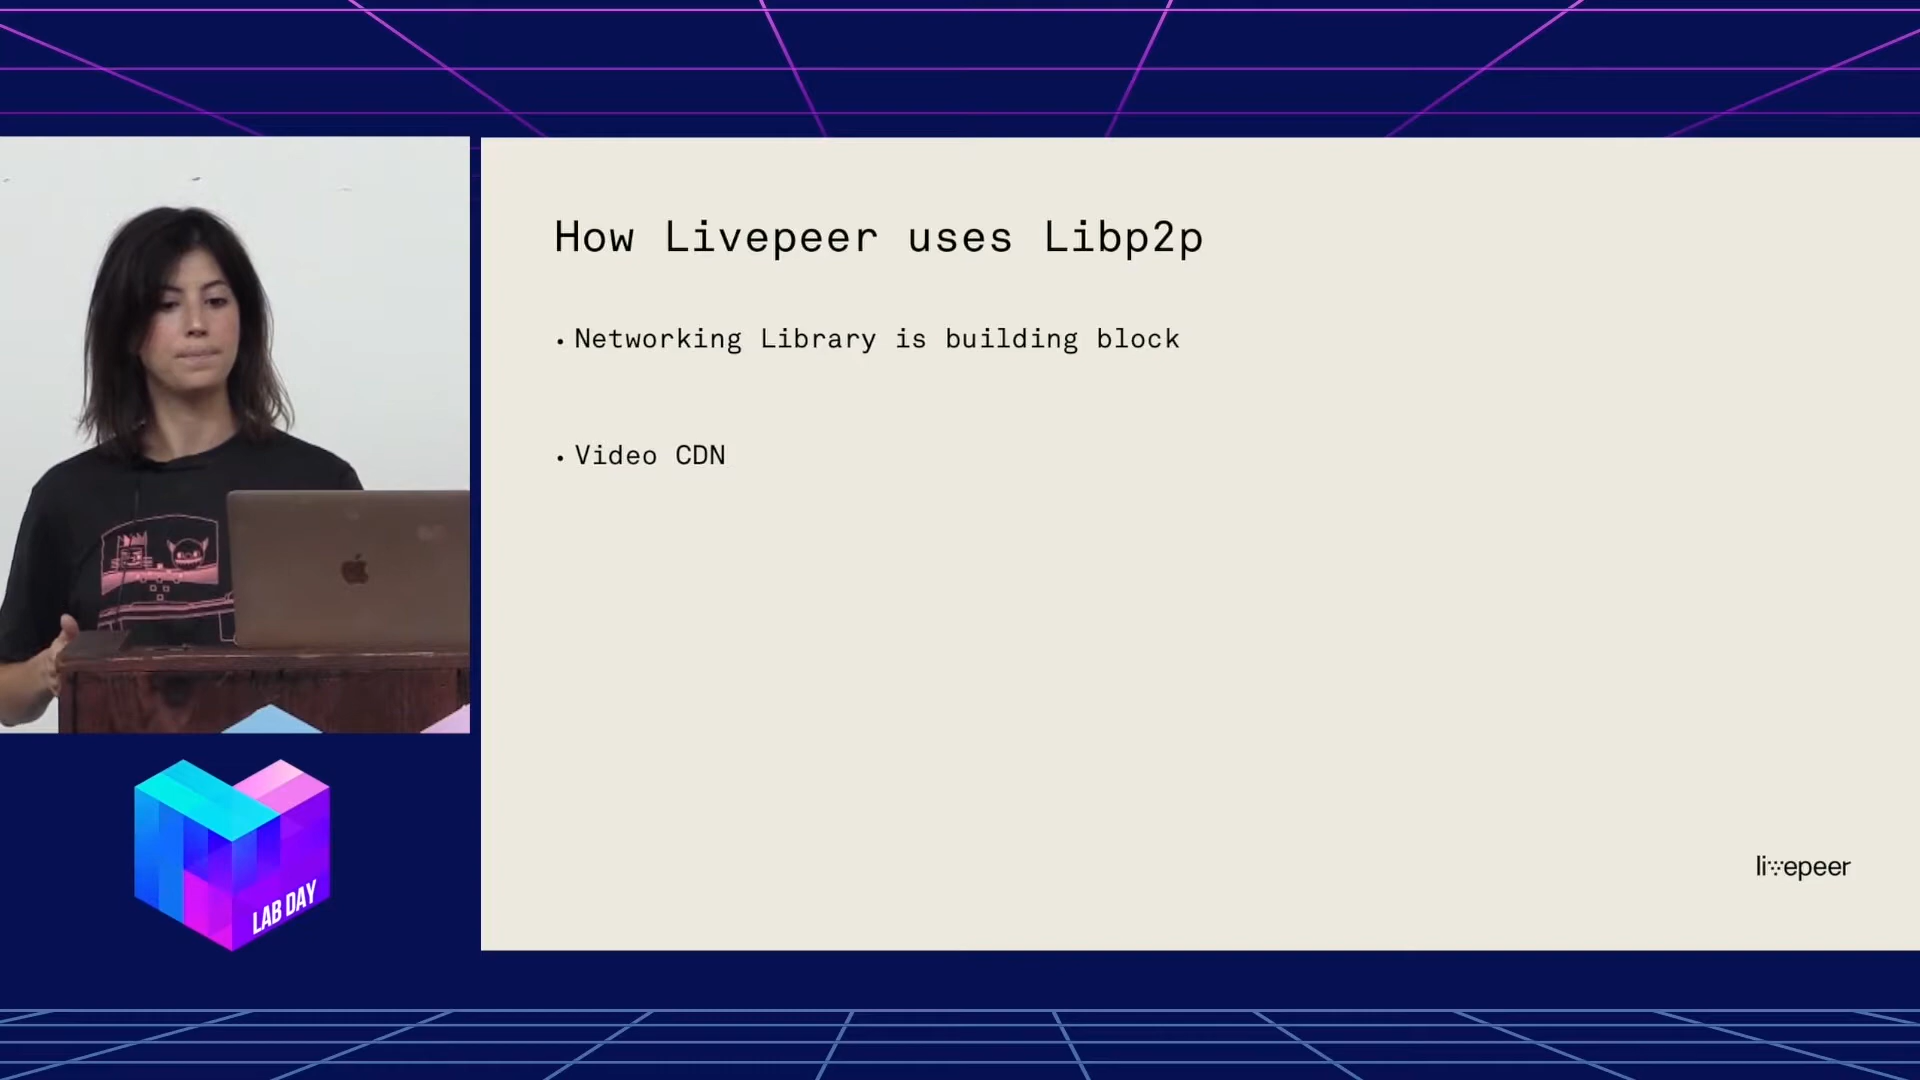 How Livepeer uses Libp2p
• Networking Library is building block
• Video CDN
livepeer
LAB DAY